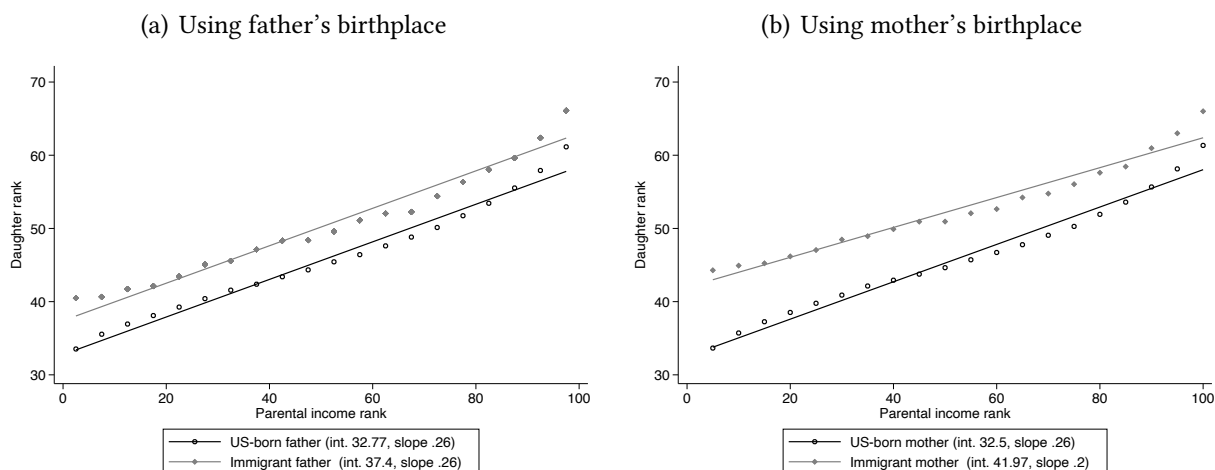 (a) Using father's birthplace
70
60
50
40
30
Daughter rank
0 20 40 60 80 100
Parental income rank
US-born father (int. 32.77, slope .26)
Immigrant father (int. 37.4, slope .26)
(b) Using mother's birthplace
70
60
50
40
30
Daughter rank
0 20 40 60 80 100
Parental income rank
US-born mother (int. 32.5, slope .26)
Immigrant mother (int. 41.97, slope .2)